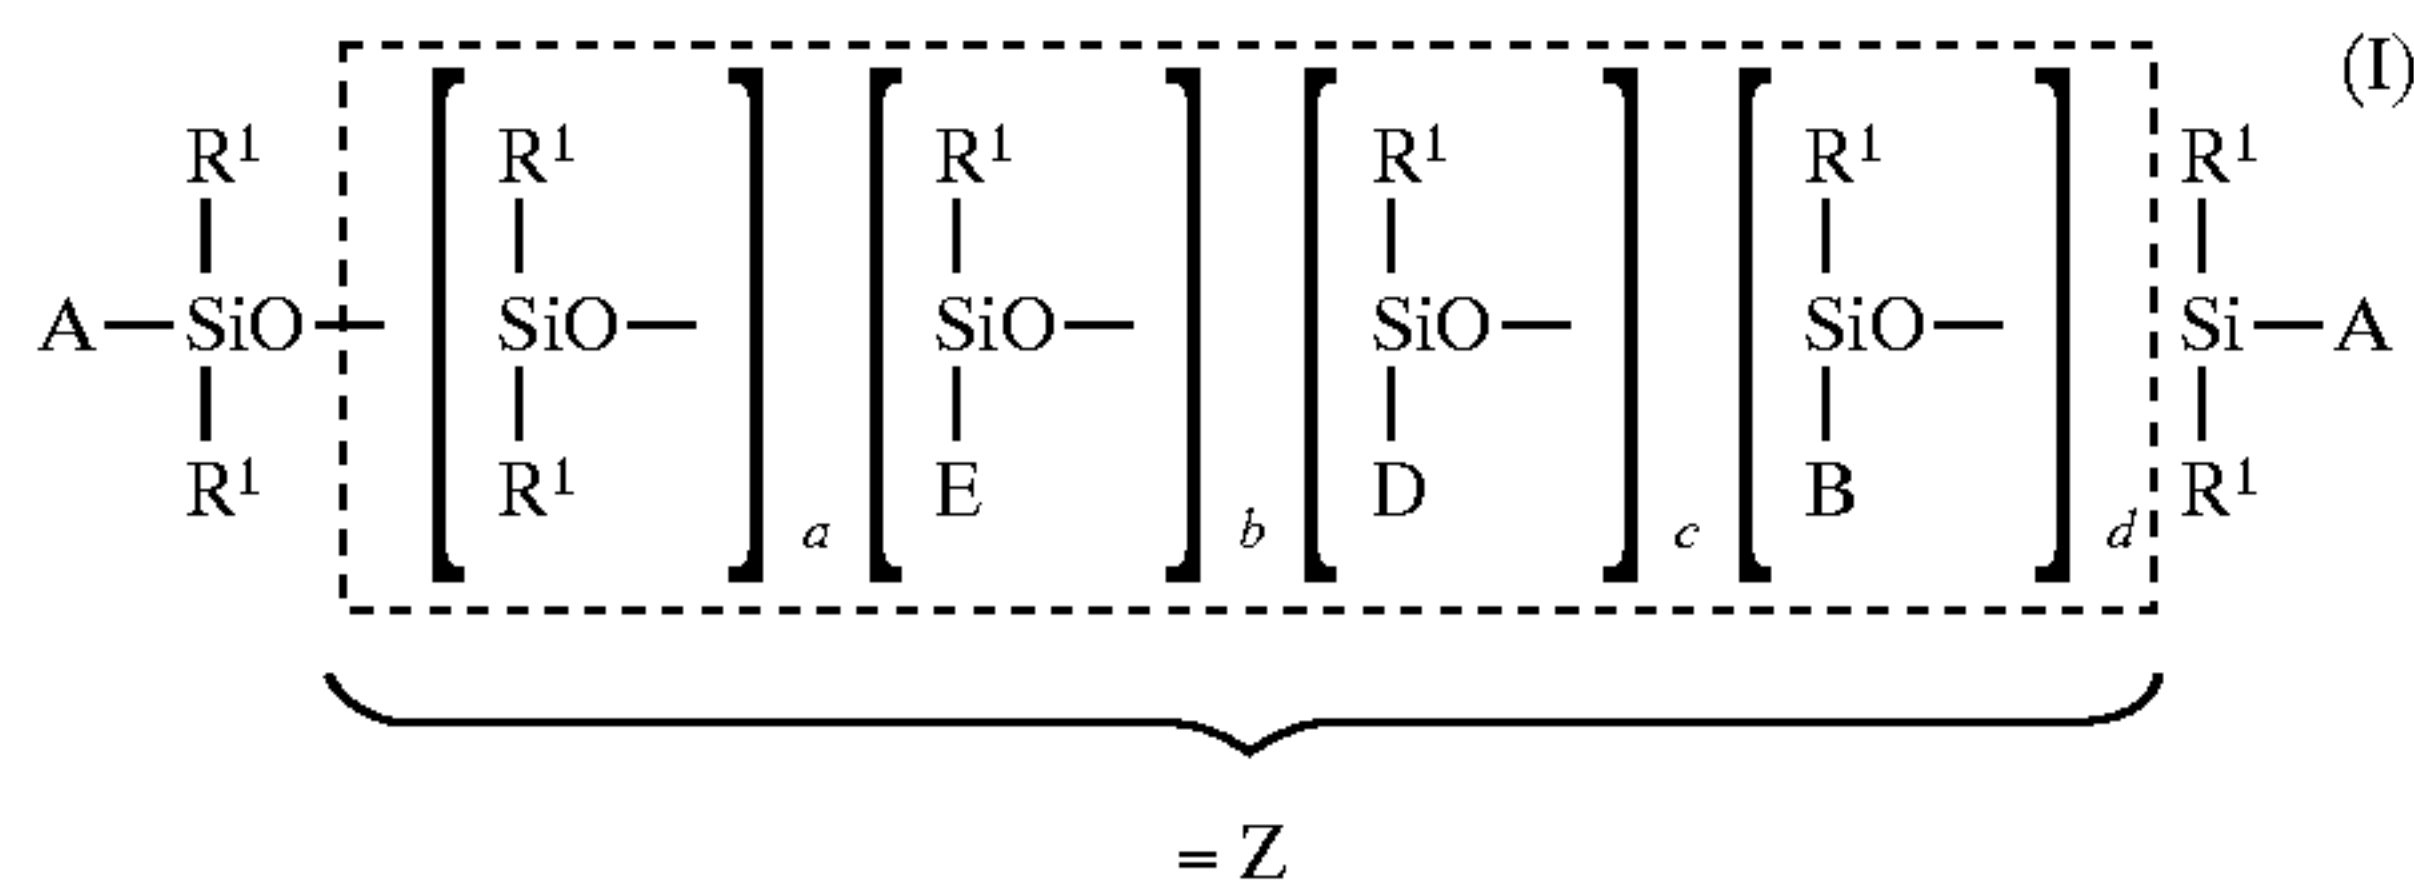 (I)
R¹ R¹ R¹ R¹ R¹ R¹
A—SiO— [SiO—] [SiO—] [SiO—] [SiO—] Si—A
R¹ R¹ E D B R¹
a b c d
= Z